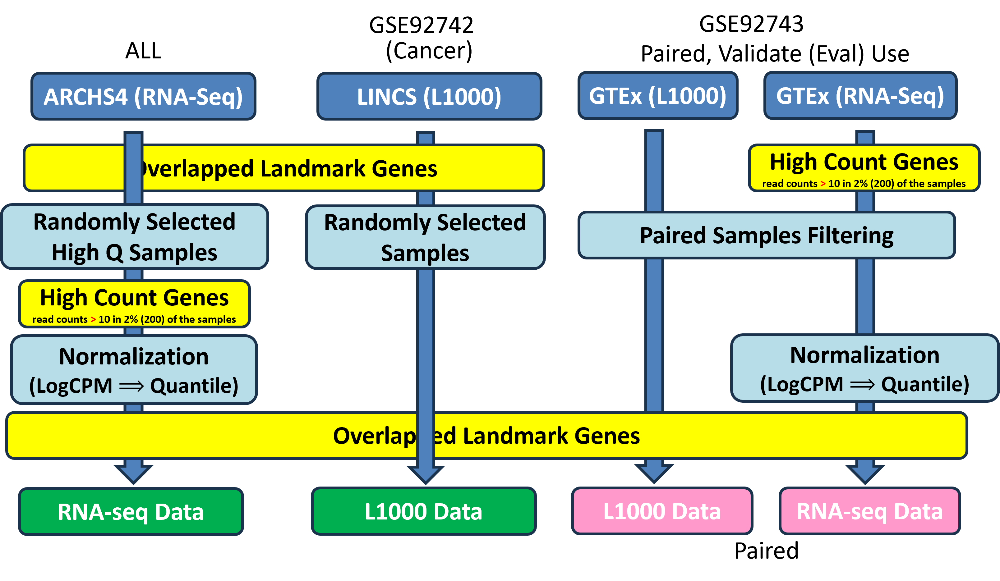 GSE92742
GSE92743
ALL
(Cancer)
Paired, Validate (Eval) Use
ARCHS4 (RNA-Seq)
LINCS (L1000)
GTEx (L1000)
GTEx (RNA-Seq)
verlapped Landmark Genes
High Count Genes
read counts > 10 in 2% (200) of the samples
Randomly Selected
High Q Samples
Randomly Selected
Samples
Paired Samples Filtering
High Count Genes
read counts > 10 in 2% (200) of the samples
Normalization
(LogCPM ⟹ Quantile)
Normalization
(LogCPM ⟹ Quantile)
Overlap ed Landmark Genes
RNA-seq Data
L1000 Data
L1000 Data
RNA-seq Data
Paired